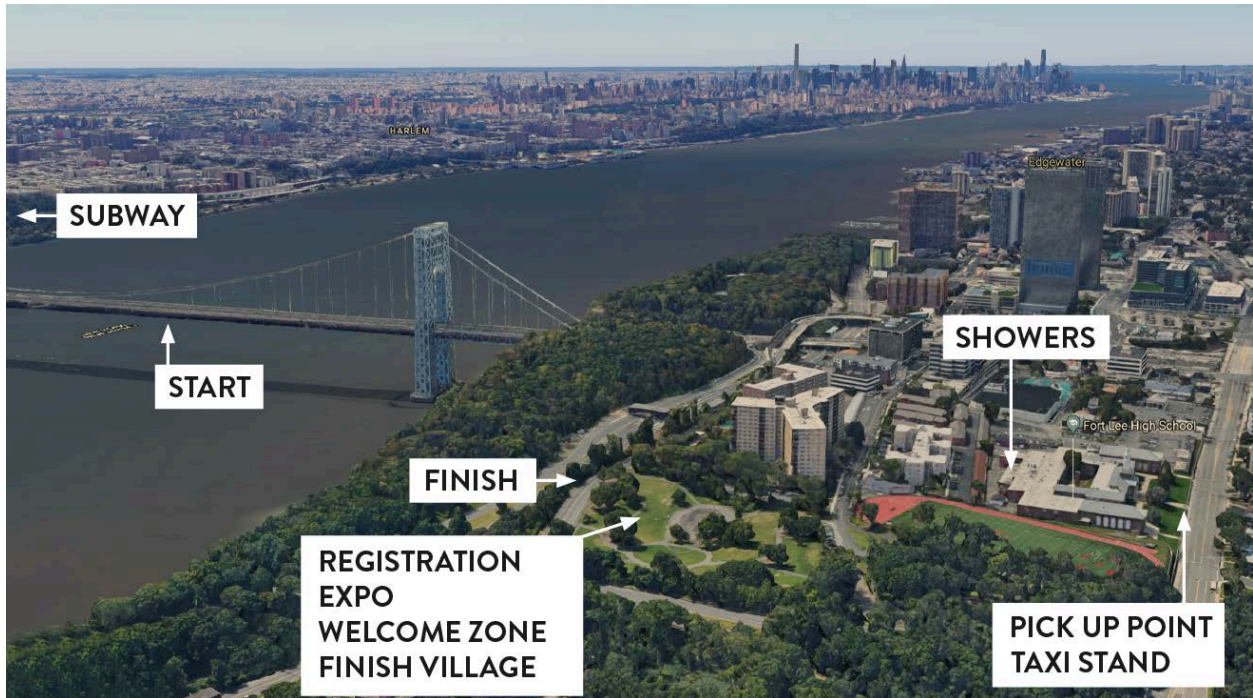 HARLEM
Edgewater
SUBWAY
START
SHOWERS
Fort Lee High School
FINISH
REGISTRATION
EXPO
WELCOME ZONE
FINISH VILLAGE
PICK UP POINT
TAXI STAND